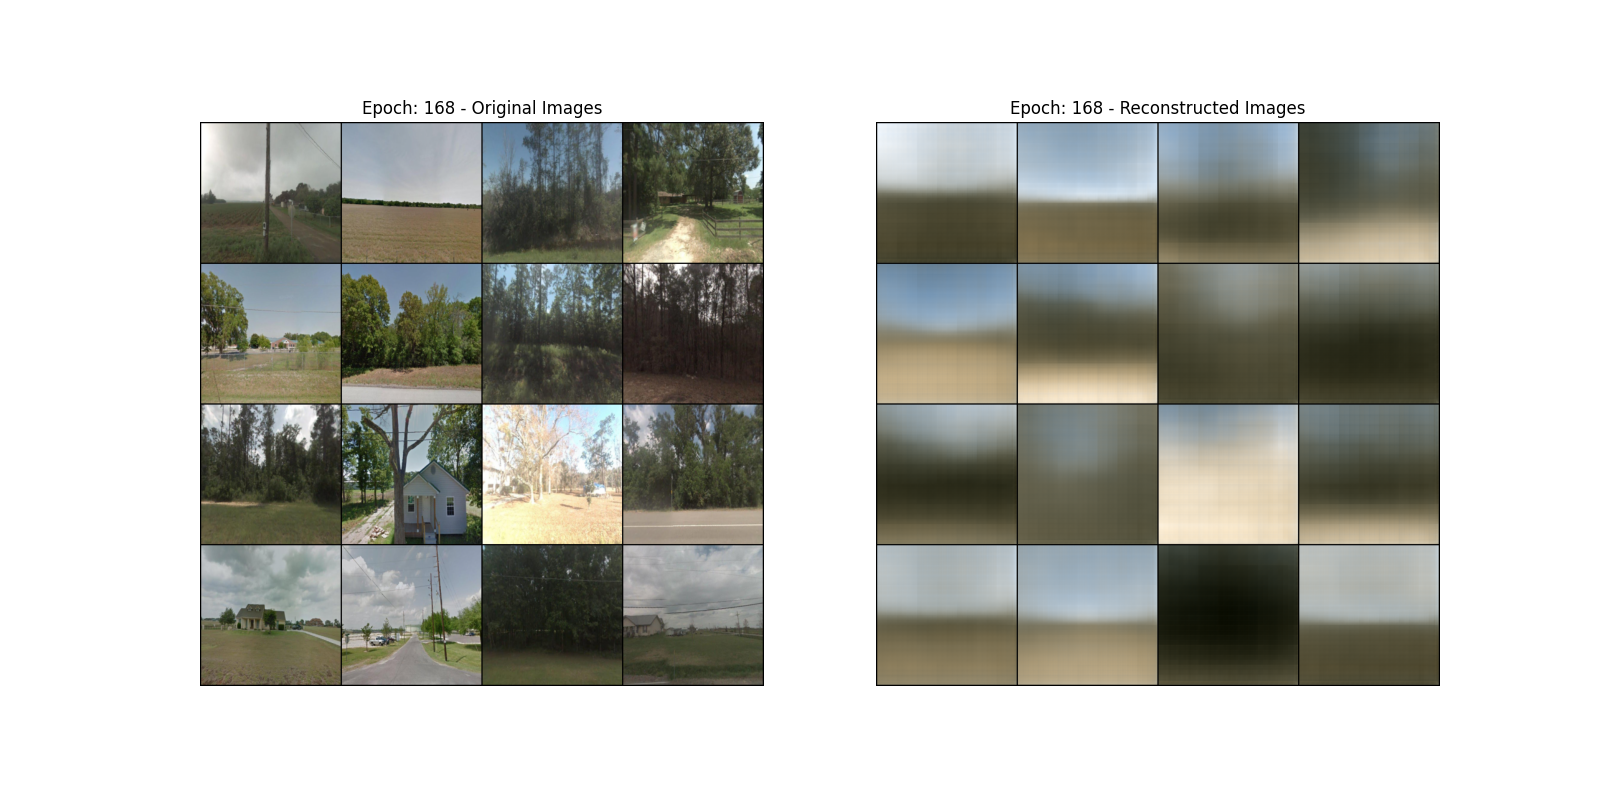 Epoch: 168 - Original Images
Epoch: 168 - Reconstructed Images